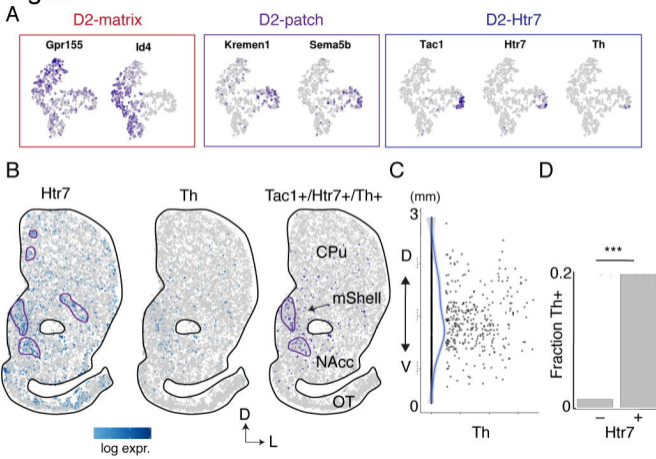 A
D2-matrix
D2-patch
D2-Htr7
Gpr155
Id4
Kremen1
Sema5b
Tac1
Htr7
Th
B
Htr7
Th
Tac1+/Htr7+/Th+
CPu
mShell
NAcc
OT
log expr.
D
L
C
(mm)
3
D
V
0
Th
D
***
0.2
Fraction Th+
0
– +
Htr7